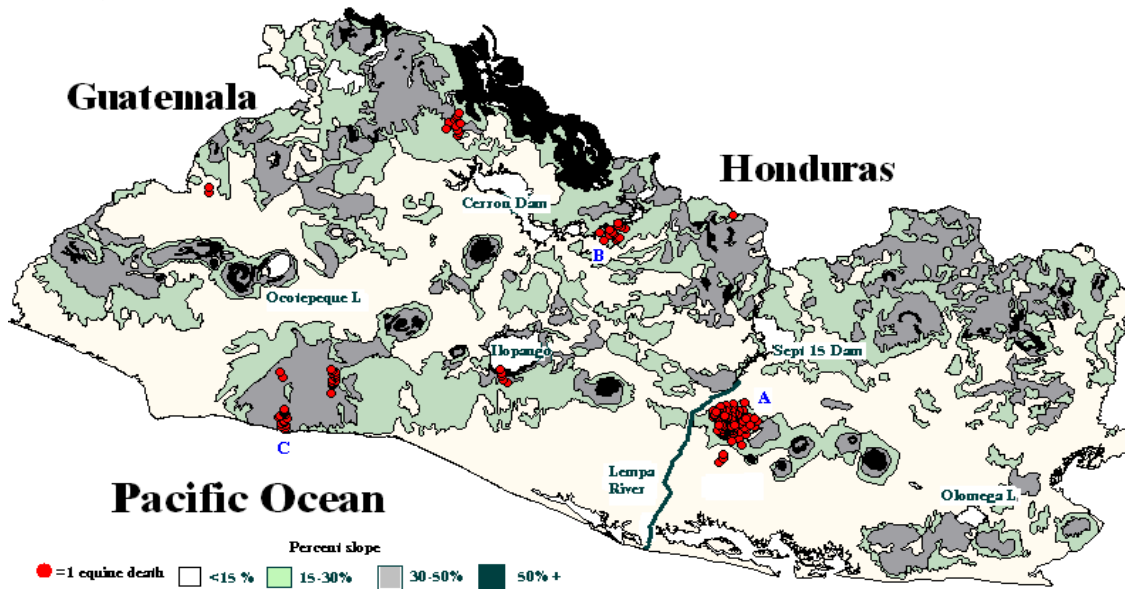 Guatemala
Honduras
Cerron Dam
B
Ocotepeque L
Ilopango
Sept 15 Dam
A
C
Lempa
River
Pacific Ocean
Olomega L
Percent slope
=1 equine death
<15 %
15-30%
30-50%
50% +